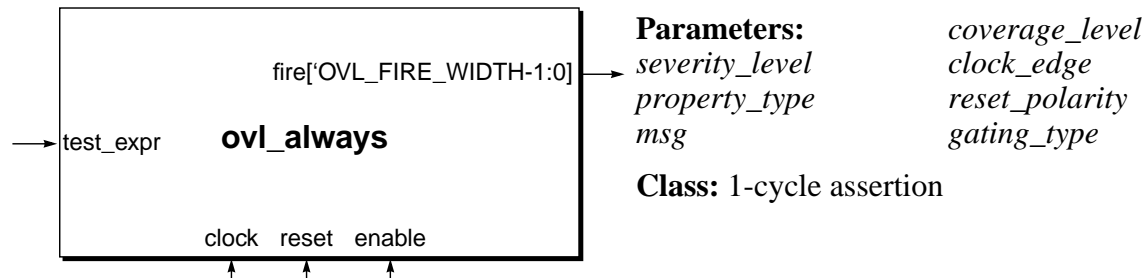 fire[‘OVL_FIRE_WIDTH-1:0]
test_expr
ovl_always
clock reset enable
Parameters: coverage_level
severity_level clock_edge
property_type reset_polarity
msg gating_type
Class: 1-cycle assertion